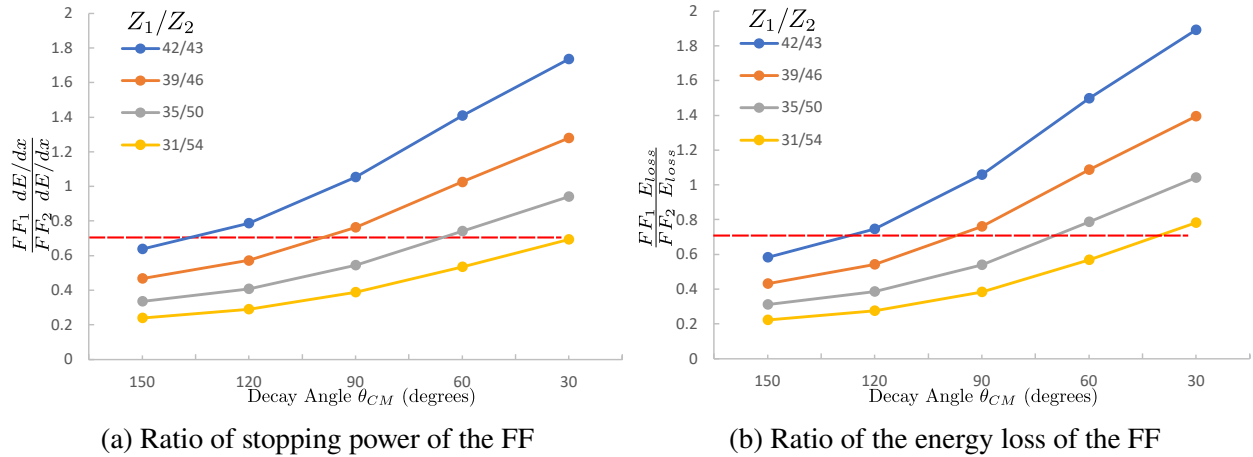 Z₁/Z₂
42/43
39/46
35/50
31/54
FF₁ dE/dx
FF₂ dE/dx
2
1.8
1.6
1.4
1.2
1
0.8
0.6
0.4
0.2
0
150 120 90 60 30
Decay Angle θ_CM (degrees)
(a) Ratio of stopping power of the FF
Z₁/Z₂
42/43
39/46
35/50
31/54
FF₁ E_loss
FF₂ E_loss
2
1.8
1.6
1.4
1.2
1
0.8
0.6
0.4
0.2
0
150 120 90 60 30
Decay Angle θ_CM (degrees)
(b) Ratio of the energy loss of the FF